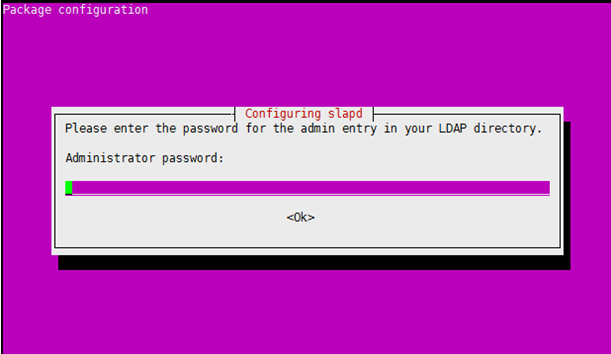 Package configuration
Configuring slapd
Please enter the password for the admin entry in your LDAP directory.
Administrator password:
<Ok>